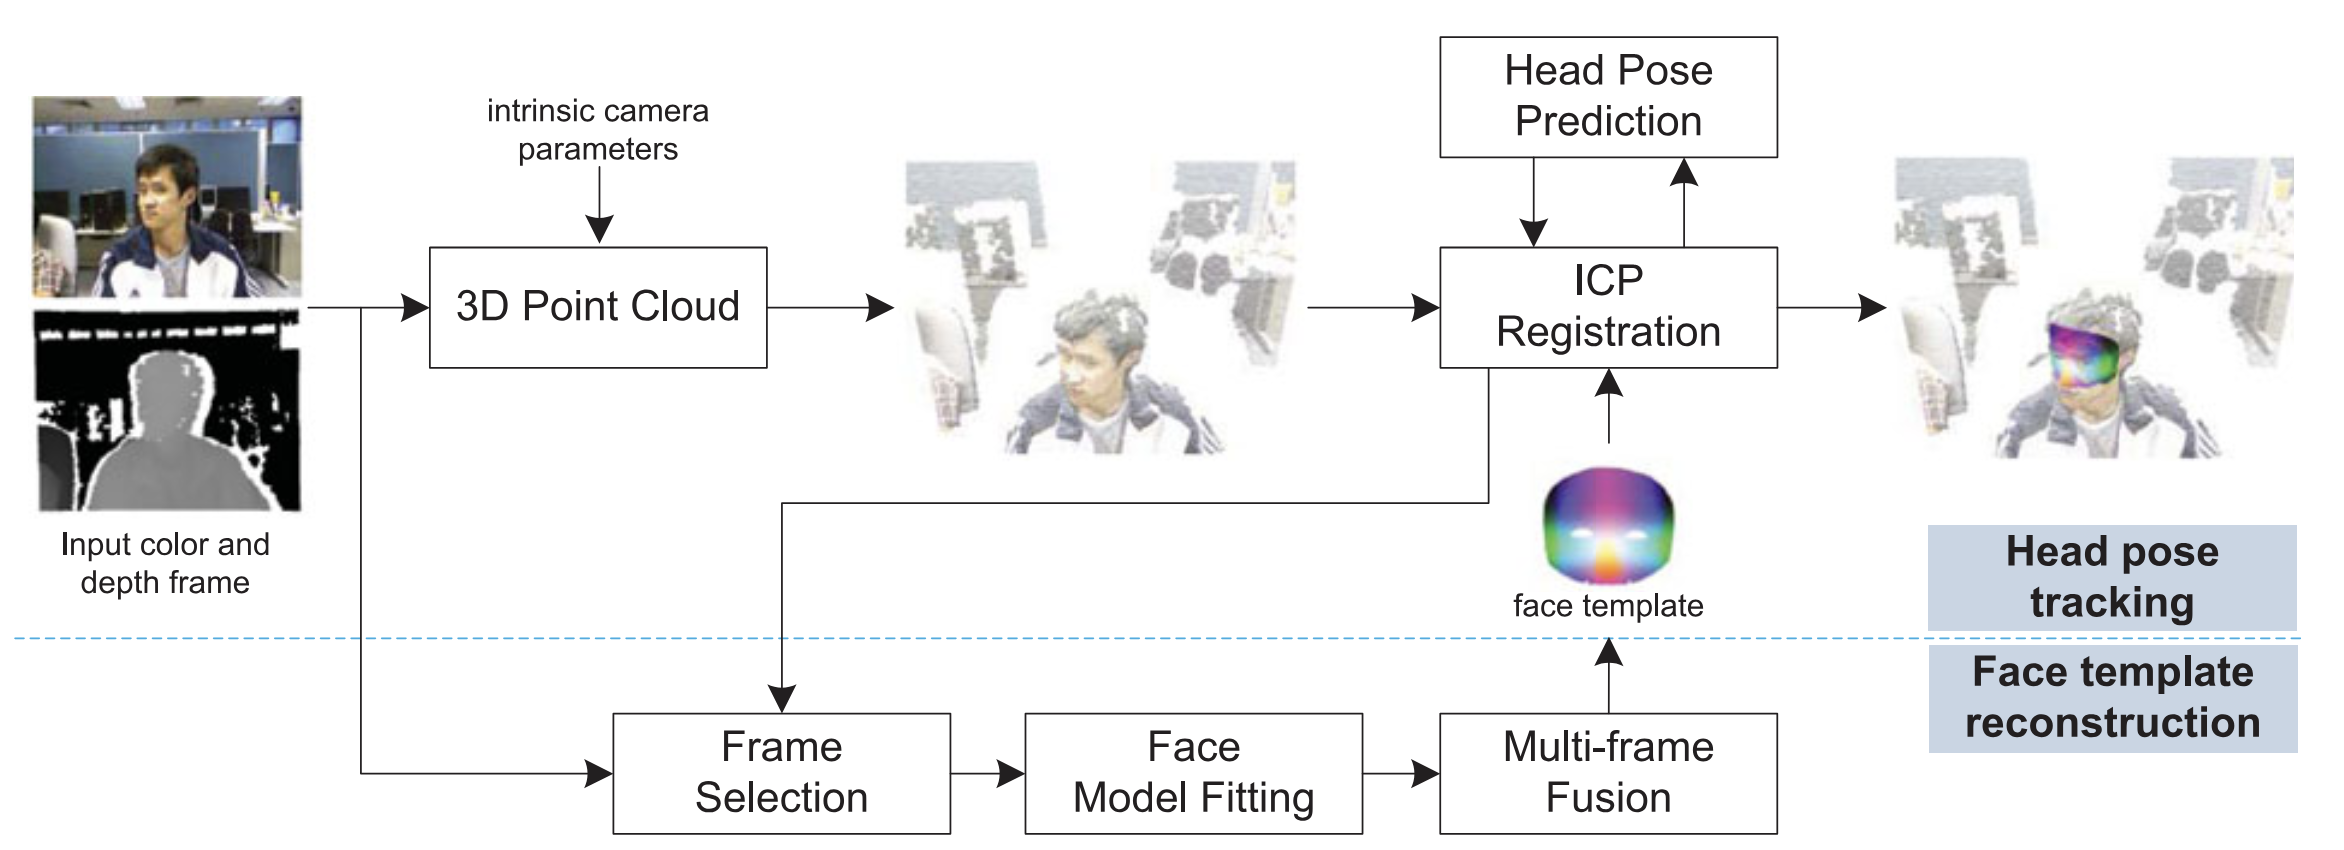 Head Pose
Prediction
intrinsic camera
parameters
3D Point Cloud
ICP
Registration
Input color and
depth frame
face template
Head pose
tracking
Face template
reconstruction
Frame
Selection
Face
Model Fitting
Multi-frame
Fusion